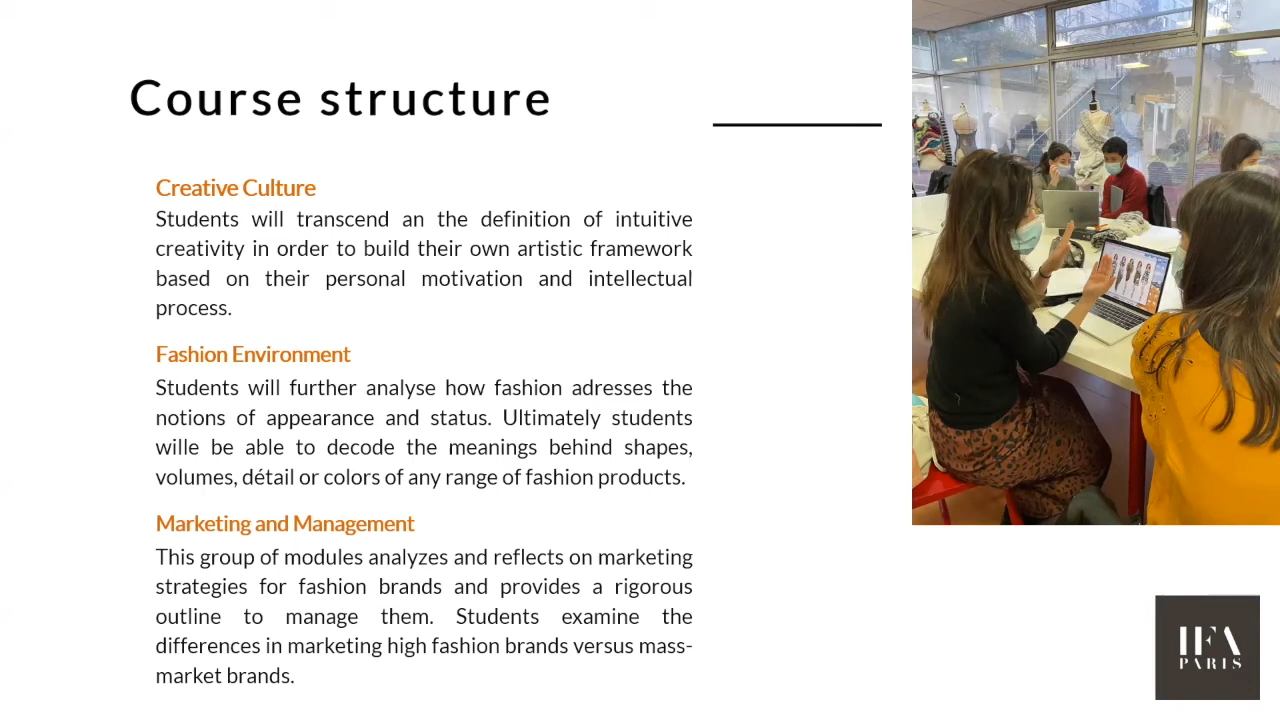 Course structure
Creative Culture
Students will transcend an the definition of intuitive
creativity in order to build their own artistic framework
based on their personal motivation and intellectual
process.
Fashion Environment
Students will further analyse how fashion adresses the
notions of appearance and status. Ultimately students
wille be able to decode the meanings behind shapes,
volumes, détail or colors of any range of fashion products.
Marketing and Management
This group of modules analyzes and reflects on marketing
strategies for fashion brands and provides a rigorous
outline to manage them. Students examine the
differences in marketing high fashion brands versus mass-
market brands.
IFA
PARIS